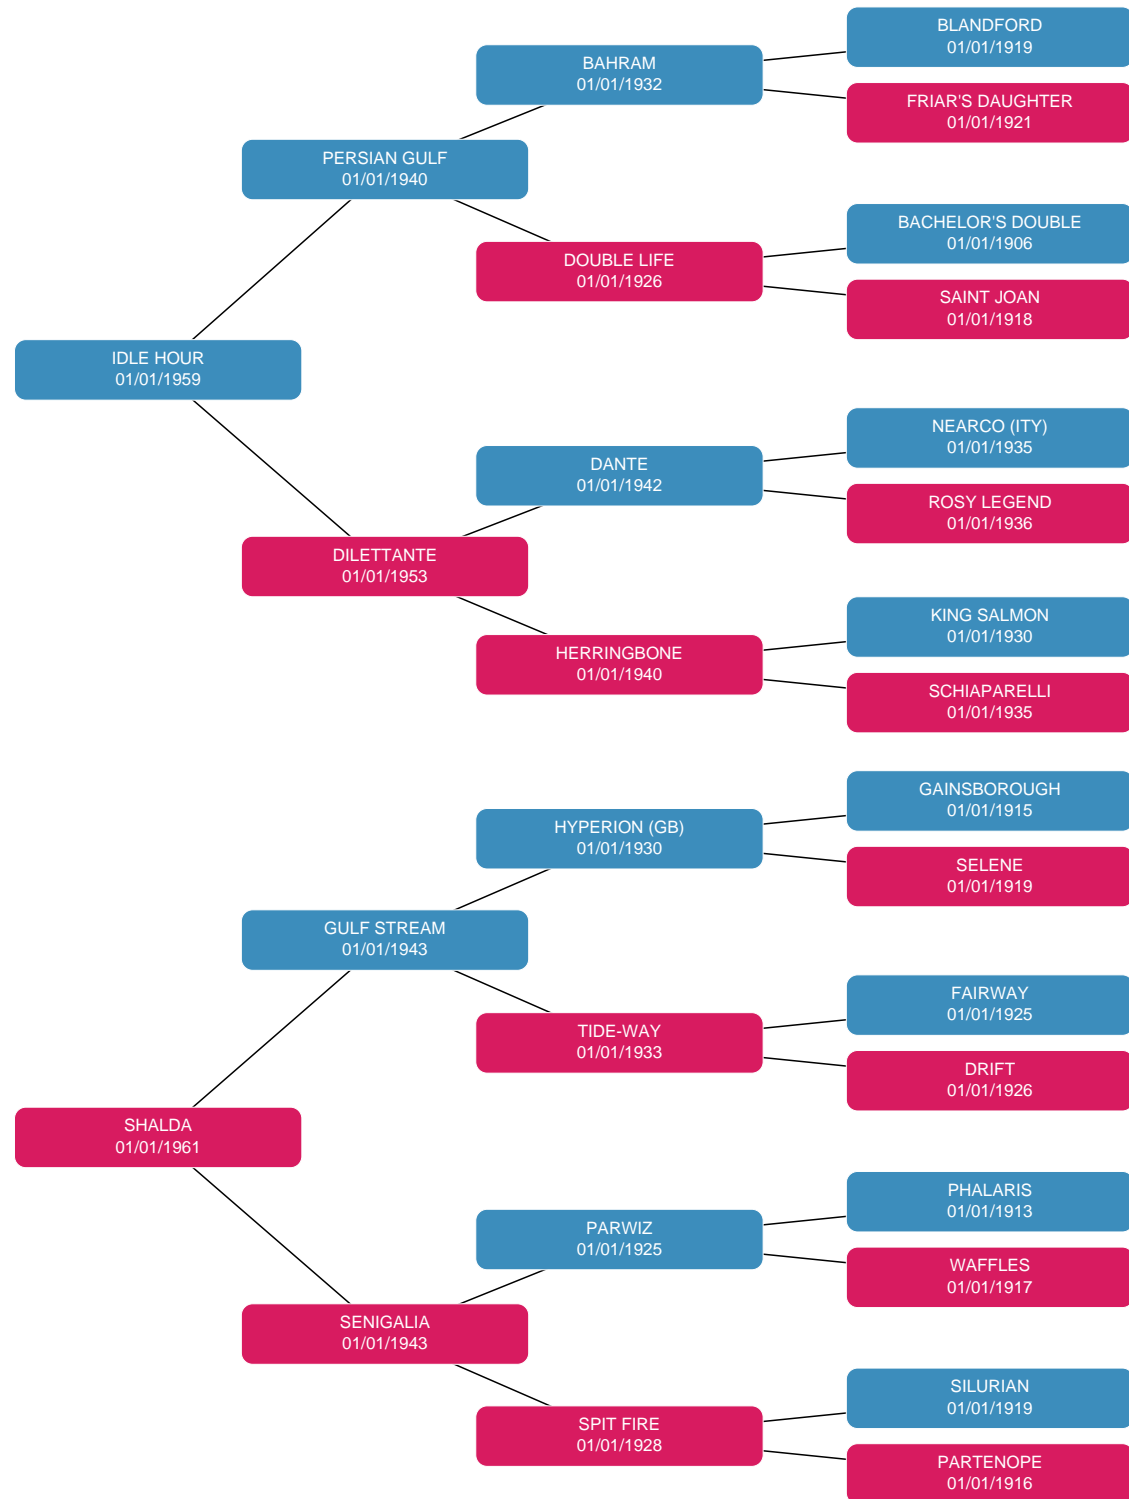 BLANDFORD
01/01/1919
BAHRAM
01/01/1932
FRIAR'S DAUGHTER
01/01/1921
PERSIAN GULF
01/01/1940
BACHELOR'S DOUBLE
01/01/1906
DOUBLE LIFE
01/01/1926
SAINT JOAN
01/01/1918
IDLE HOUR
01/01/1959
NEARCO (ITY)
01/01/1935
DANTE
01/01/1942
ROSY LEGEND
01/01/1936
DILETTANTE
01/01/1953
KING SALMON
01/01/1930
HERRINGBONE
01/01/1940
SCHIAPARELLI
01/01/1935
GAINSBOROUGH
01/01/1915
HYPERION (GB)
01/01/1930
SELENE
01/01/1919
GULF STREAM
01/01/1943
FAIRWAY
01/01/1925
TIDE-WAY
01/01/1933
DRIFT
01/01/1926
SHALDA
01/01/1961
PHALARIS
01/01/1913
PARWIZ
01/01/1925
WAFFLES
01/01/1917
SENIGALIA
01/01/1943
SILURIAN
01/01/1919
SPIT FIRE
01/01/1928
PARTENOPE
01/01/1916